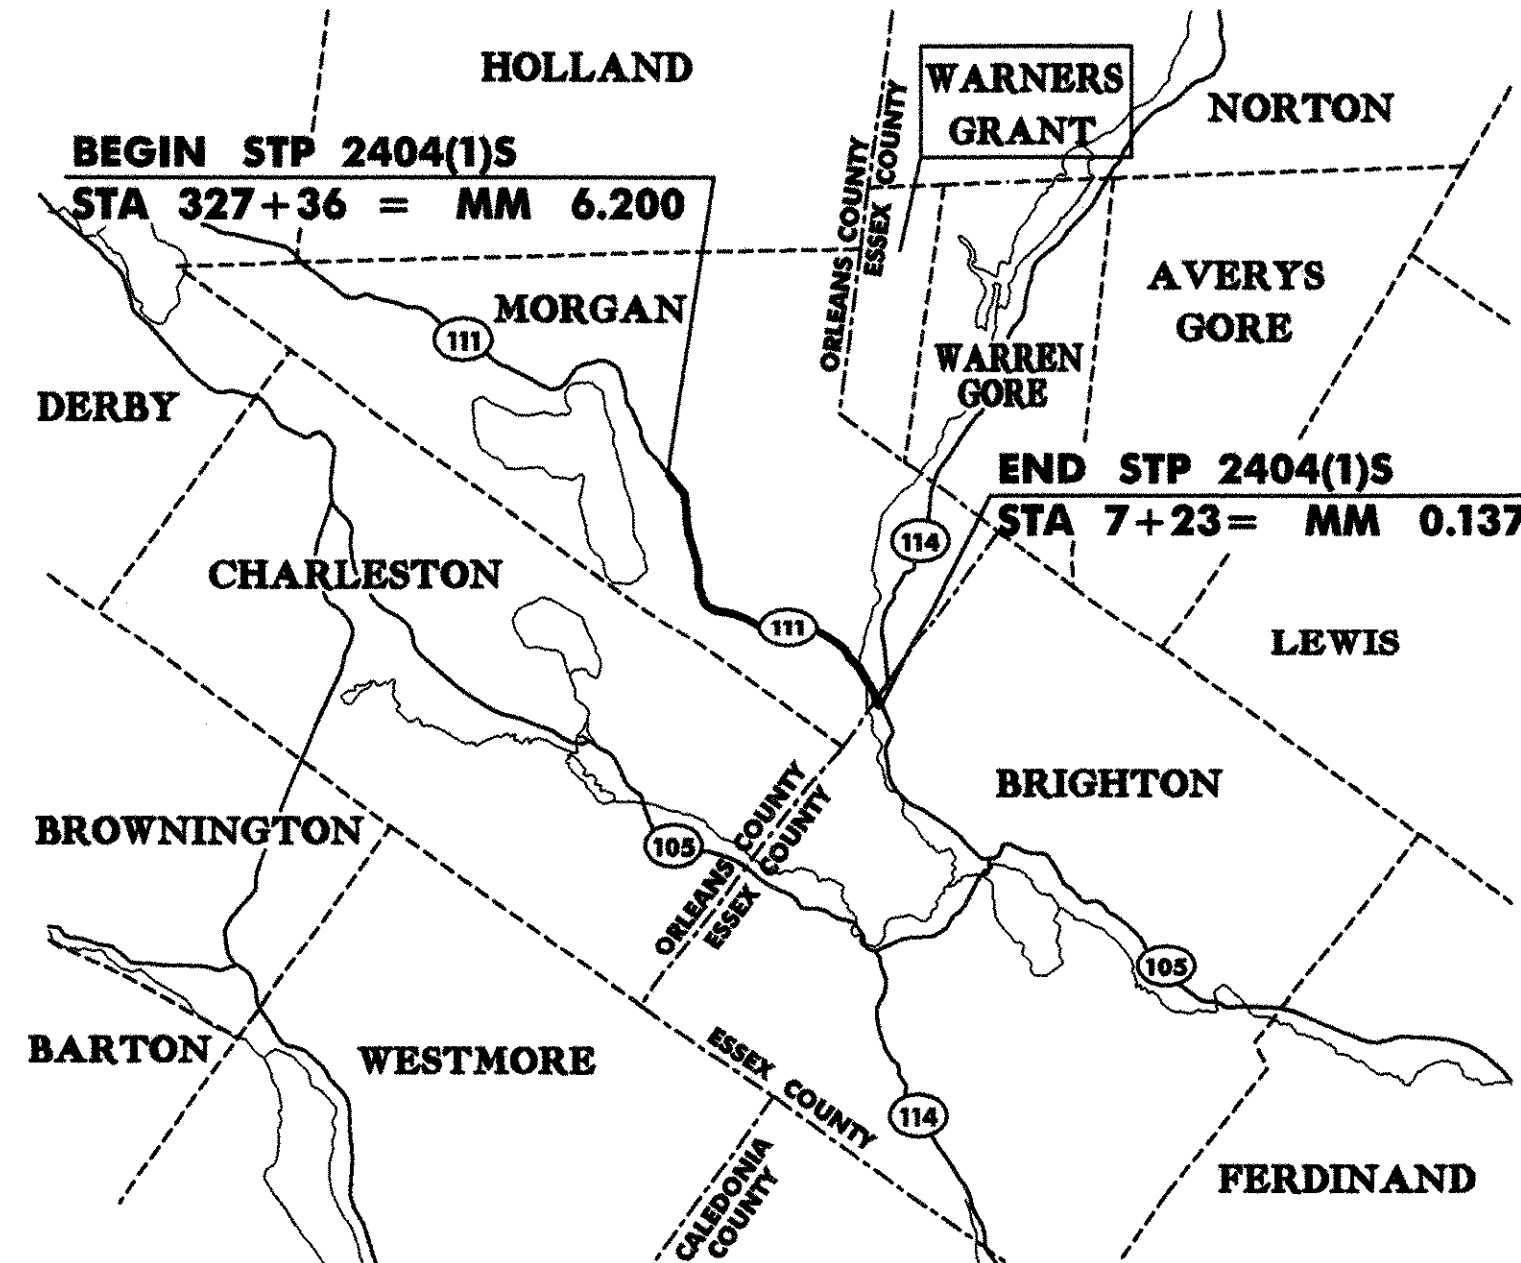 HOLLAND
WARNERS
GRANT
NORTON
BEGIN STP 2404(1)S
STA 327+36 = MM 6.200
ORLEANS COUNTY
ESSEX COUNTY
AVERYS
GORE
MORGAN
111
WARREN
GORE
DERBY
END STP 2404(1)S
STA 7+23= MM 0.137
114
CHARLESTON
111
LEWIS
BRIGHTON
BROWNINGTON
105
ORLEANS COUNTY
ESSEX COUNTY
105
BARTON
WESTMORE
ESSEX COUNTY
114
CALEDONIA
COUNTY
FERDINAND